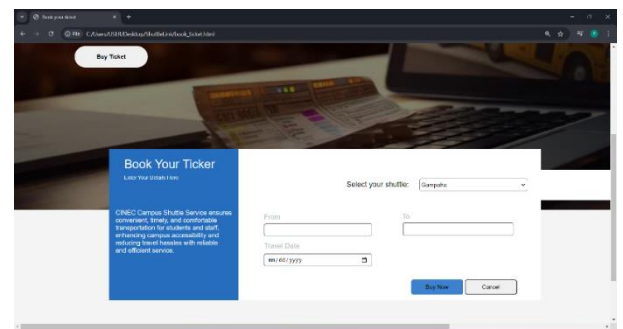 Book your ticket
File C:/Users/USER/Desktop/ShuttleLink/book_ticket.html
Buy Ticket
Book Your Ticker
Enter Your Details Here
Select your shuttle: Gampaha
CINEC Campus Shuttle Service ensures
convenient, timely, and comfortable
transportation for students and staff,
enhancing campus accessibility and
reducing travel hassles with reliable
and efficient service.
From
To
Travel Date
mm/dd/yyyy
Buy Now
Cancel